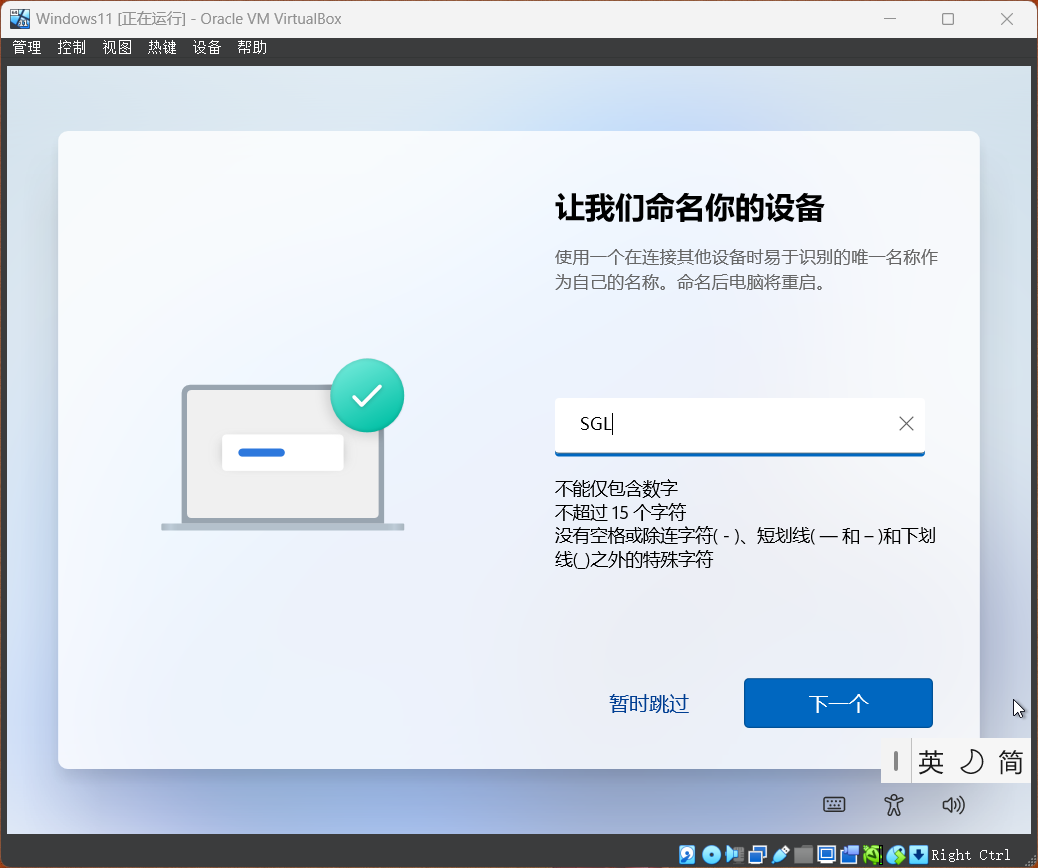 Windows11 [正在运行] - Oracle VM VirtualBox
管理 控制 视图 热键 设备 帮助
让我们命名你的设备
使用一个在连接其他设备时易于识别的唯一名称作
为自己的名称。命名后电脑将重启。
SGL
不能仅包含数字
不超过 15 个字符
没有空格或除连字符( - )、短划线( — 和 – )和下划
线(_)之外的特殊字符
暂时跳过 下一个
英 简
Right Ctrl